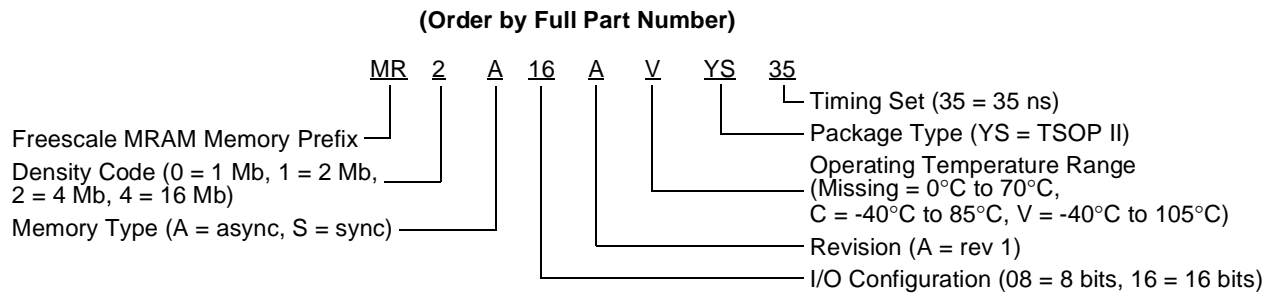 (Order by Full Part Number)
MR 2 A 16 A V YS 35
Timing Set (35 = 35 ns)
Freescale MRAM Memory Prefix
Package Type (YS = TSOP II)
Density Code (0 = 1 Mb, 1 = 2 Mb,
2 = 4 Mb, 4 = 16 Mb)
Operating Temperature Range
(Missing = 0°C to 70°C,
C = -40°C to 85°C, V = -40°C to 105°C)
Memory Type (A = async, S = sync)
Revision (A = rev 1)
I/O Configuration (08 = 8 bits, 16 = 16 bits)